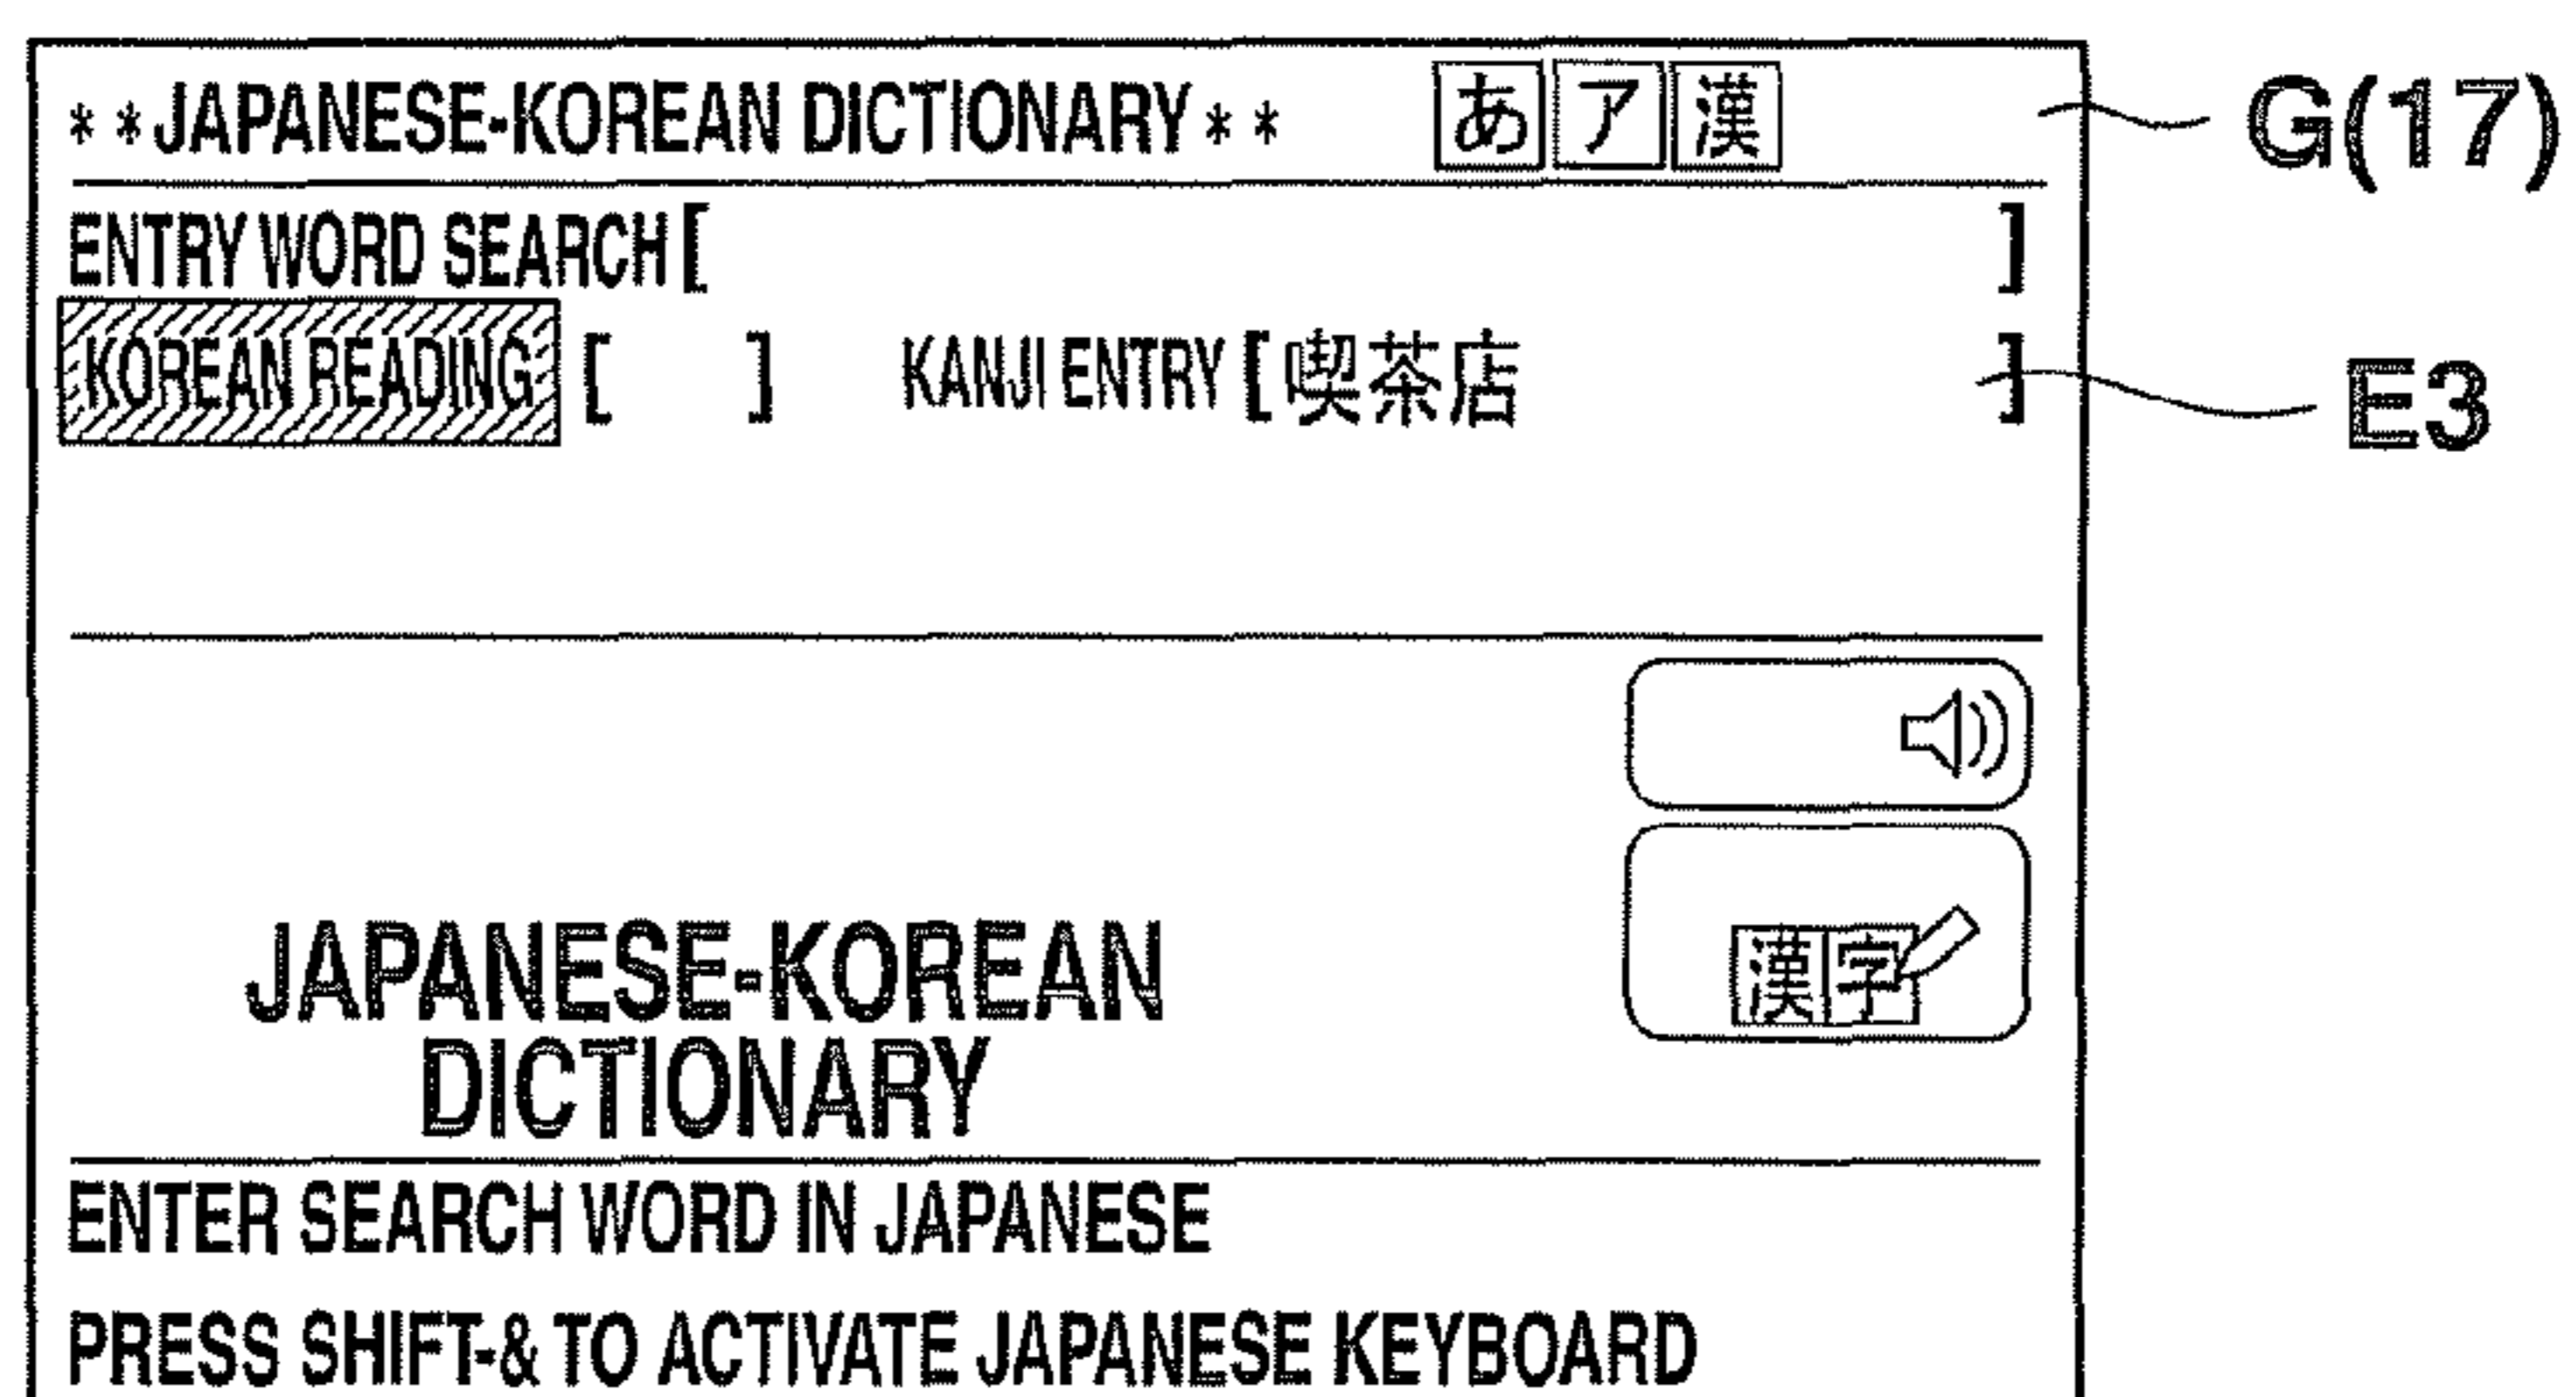 **JAPANESE-KOREAN DICTIONARY** あ ア 漢 G(17)
ENTRY WORD SEARCH [ ]
KOREAN READING [ ] KANJI ENTRY [喫茶店 ] E3
漢字
JAPANESE-KOREAN
DICTIONARY
ENTER SEARCH WORD IN JAPANESE
PRESS SHIFT-& TO ACTIVATE JAPANESE KEYBOARD